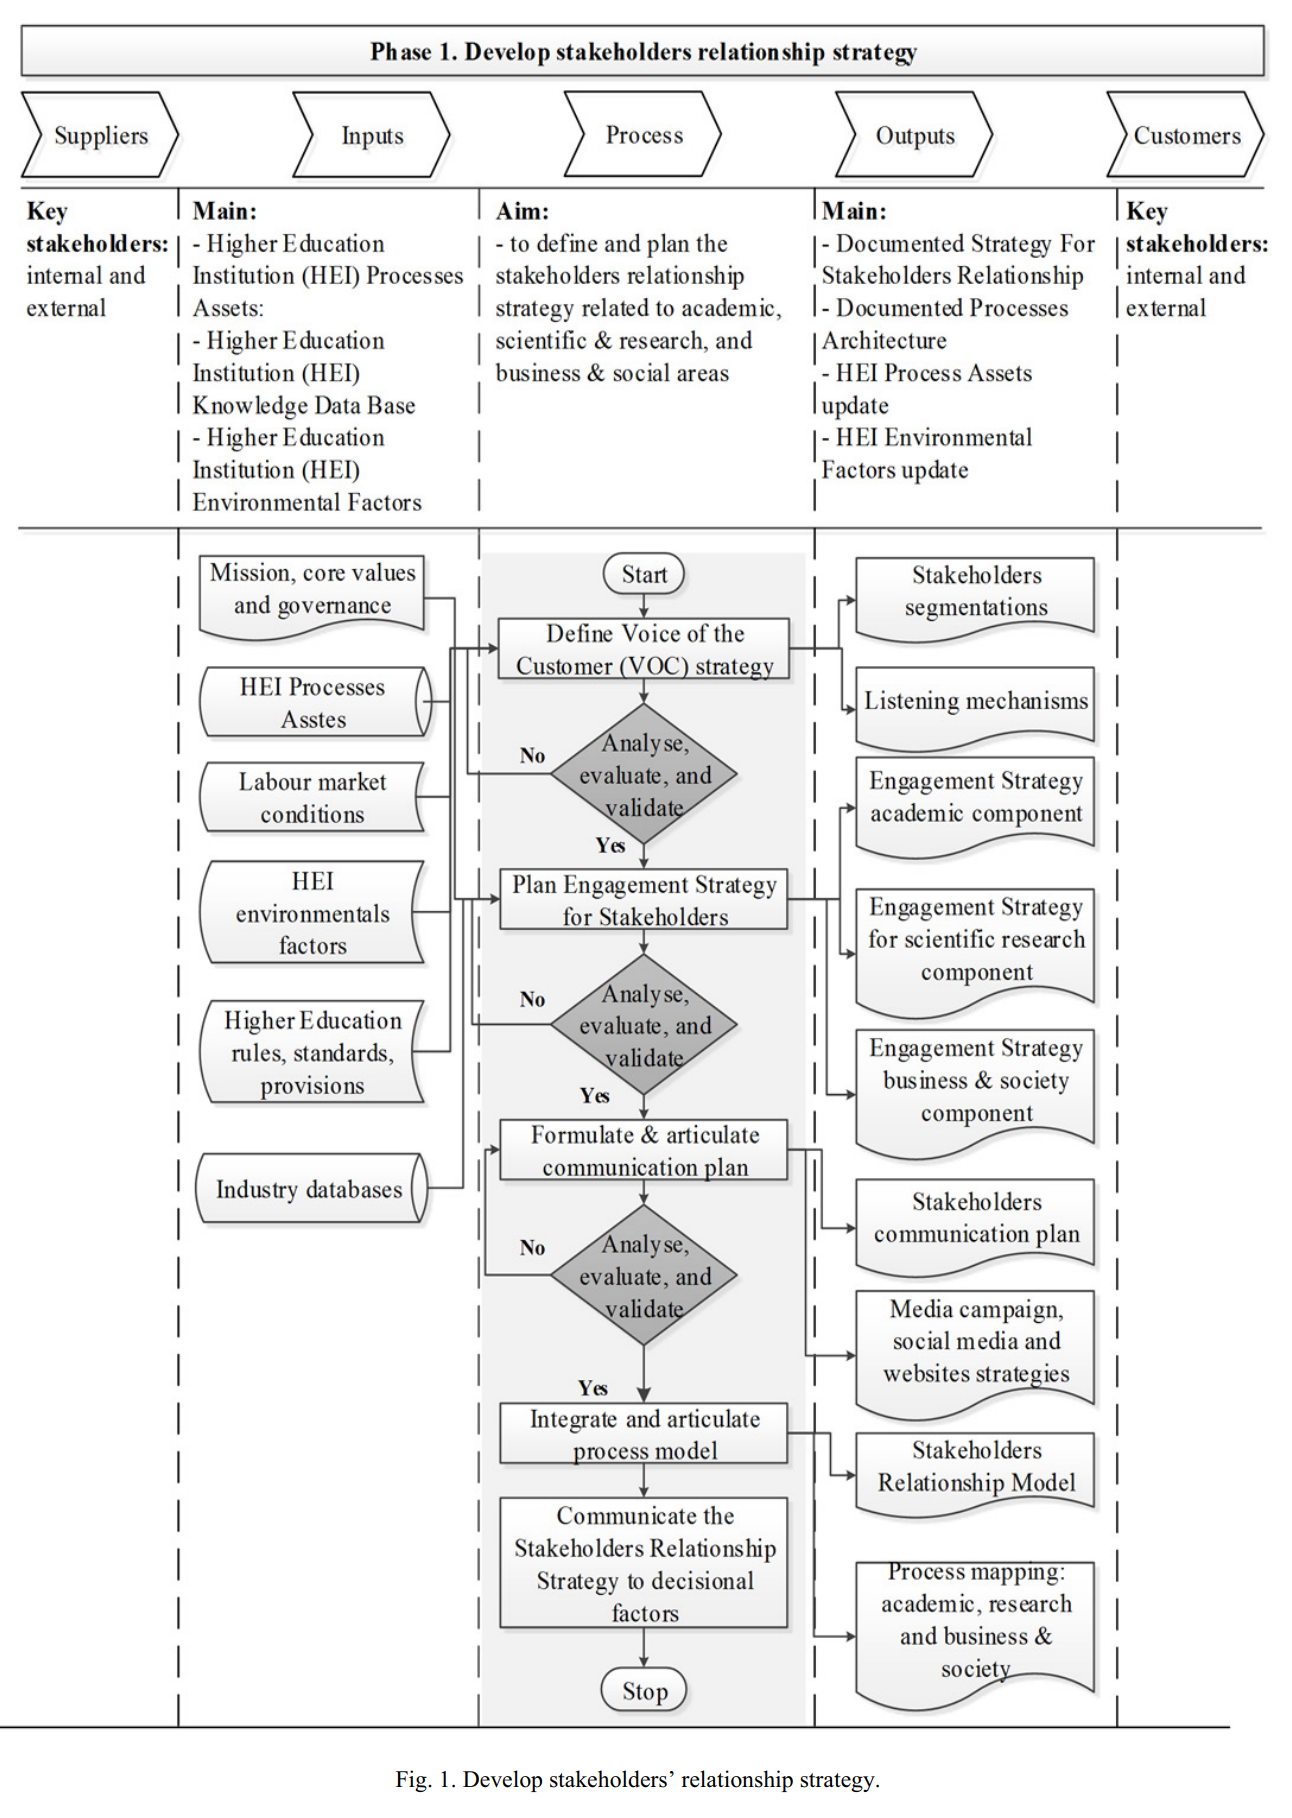 Phase 1. Develop stakeholders relationship strategy
Suppliers
Inputs
Process
Outputs
Customers
Key
stakeholders:
internal and
external
Main:
- Higher Education
Institution (HEI) Processes
Assets:
- Higher Education
Institution (HEI)
Knowledge Data Base
- Higher Education
Institution (HEI)
Environmental Factors
Aim:
- to define and plan the
stakeholders relationship
strategy related to academic,
scientific & research, and
business & social areas
Main:
- Documented Strategy For
Stakeholders Relationship
- Documented Processes
Architecture
- HEI Process Assets
update
- HEI Environmental
Factors update
Key
stakeholders:
internal and
external
Mission, core values
and governance
HEI Processes
Asstes
Labour market
conditions
HEI
environmentals
factors
Higher Education
rules, standards,
provisions
Industry databases
Start
Define Voice of the
Customer (VOC) strategy
Analyse,
evaluate, and
validate
No
Yes
Plan Engagement Strategy
for Stakeholders
Analyse,
evaluate, and
validate
No
Yes
Formulate & articulate
communication plan
Analyse,
evaluate, and
validate
No
Yes
Integrate and articulate
process model
Communicate the
Stakeholders Relationship
Strategy to decisional
factors
Stop
Stakeholders
segmentations
Listening mechanisms
Engagement Strategy
academic component
Engagement Strategy
for scientific research
component
Engagement Strategy
business & society
component
Stakeholders
communication plan
Media campaign,
social media and
websites strategies
Stakeholders
Relationship Model
Process mapping:
academic, research
and business &
society
Fig. 1. Develop stakeholders’ relationship strategy.